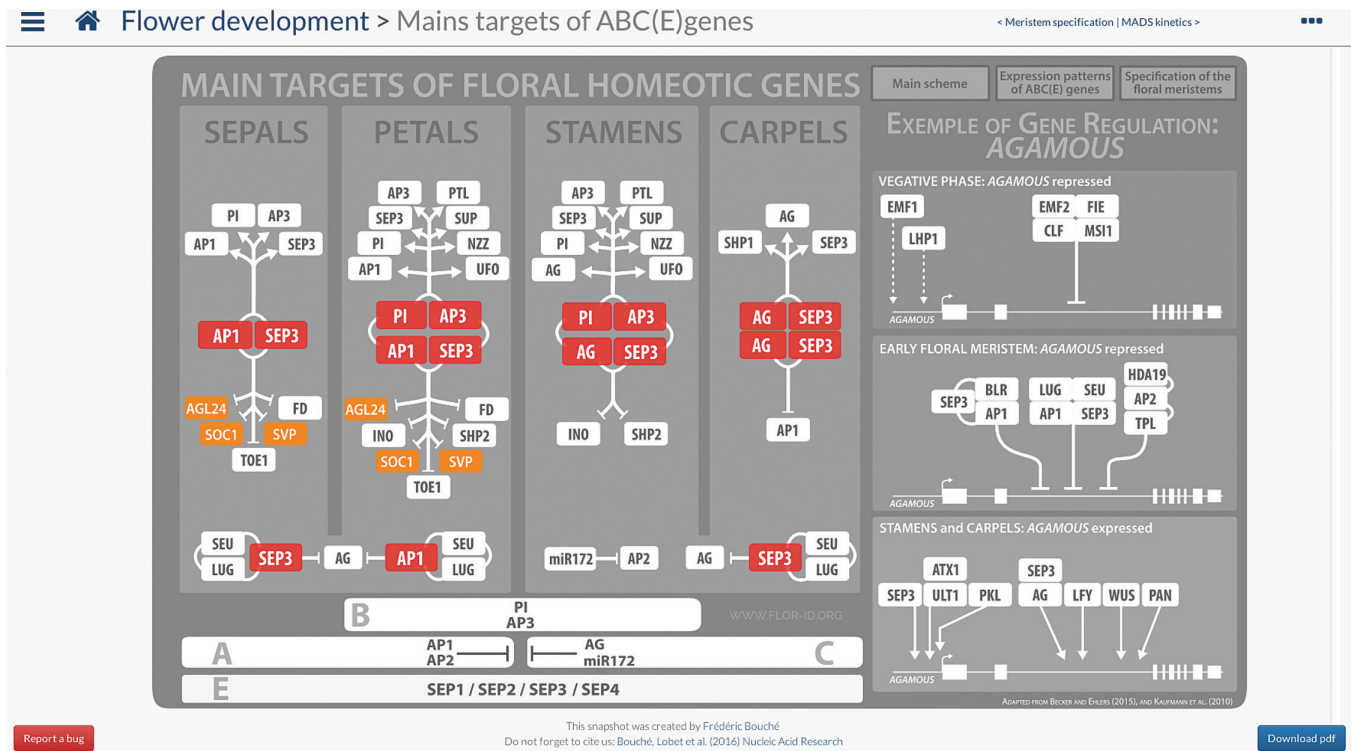 Flower development > Mains targets of ABC(E)genes
< Meristem specification | MADS kinetics >
MAIN TARGETS OF FLORAL HOMEOTIC GENES
SEPALS
PI AP3
AP1 SEP3
AP1 SEP3
AGL24 FD
SOC1 SVP
TOE1
PETALS
AP3 PTL
SEP3 SUP
PI NZZ
AP1 UFO
PI AP3
AP1 SEP3
AGL24 FD
INO SHP2
SOC1 SVP
TOE1
STAMENS
AP3 PTL
SEP3 SUP
PI NZZ
AG UFO
PI AP3
AG SEP3
INO SHP2
CARPELS
AG
SHP1 SEP3
AG SEP3
AG SEP3
AP1
SEU
LUG
SEP3
AG
AP1
SEU
LUG
miR172
AP2
AG
SEP3
SEU
LUG
B
PI
AP3
WWW.FLOR-ID.ORG
A
AP1
AP2
AG
miR172
C
E
SEP1 / SEP2 / SEP3 / SEP4
Main scheme
Expression patterns
of ABC(E) genes
Specification of the
floral meristems
EXEMPLE OF GENE REGULATION:
AGAMOUS
VEGATIVE PHASE: AGAMOUS repressed
EMF1
LHP1
EMF2 FIE
CLF MSI1
AGAMOUS
EARLY FLORAL MERISTEM: AGAMOUS repressed
SEP3
BLR
AP1
LUG SEU
AP1 SEP3
HDA19
AP2
TPL
AGAMOUS
STAMENS and CARPELS: AGAMOUS expressed
ATX1
SEP3 ULT1 PKL
SEP3
AG LFY WUS PAN
AGAMOUS
ADAPTED FROM BECKER AND EHLERS (2015), AND KAUFMANN ET AL. (2010)
This snapshot was created by Frédéric Bouché
Do not forget to cite us: Bouché, Lobet et al. (2016) Nucleic Acid Research
Report a bug
Download pdf